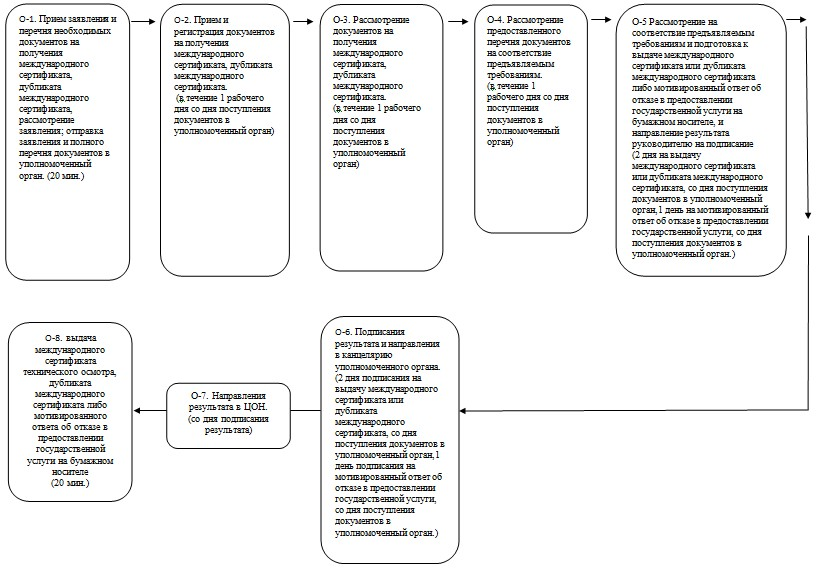 О-1. Прием заявления и
перечня необходимых
документов на
получения
международного
сертификата,
дубликата
международного
сертификата,
рассмотрение
заявления; отправка
заявления и полного
перечня документов в
уполномоченный
орган. (20 мин.)
О-2. Прием и
регистрация документов
на получения
международного
сертификата, дубликата
международного
сертификата.
(в течение 1 рабочего
дня со дня поступления
документов в
уполномоченный орган)
О-3. Рассмотрение
документов на
получения
международного
сертификата,
дубликата
международного
сертификата.
(в течение 1 рабочего
дня со дня
поступления
документов в
уполномоченный
орган)
О-4. Рассмотрение
предоставленного
перечня документов
на соответствие
предъявляемым
требованиям.
(в течение 1
рабочего дня со дня
поступления
документов в
уполномоченный
орган)
О-5 Рассмотрение на
соответствие предъявляемым
требованиям и подготовка к
выдаче международного
сертификата или дубликата
международного сертификата
либо мотивированный ответ об
отказе в предоставлении
государственной услуги на
бумажном носителе, и
направление результата
руководителю на подписание
(2 дня на выдачу
международного сертификата
или дубликата международного
сертификата, со дня поступления
документов в уполномоченный
орган,1 день на мотивированный
ответ об отказе в предоставлении
государственной услуги, со дня
поступления документов в
уполномоченный орган.)
О-6. Подписания
результата и направления
в канцелярию
уполномоченного органа.
(2 дня подписания на
выдачу международного
сертификата или
дубликата
международного
сертификата, со дня
поступления документов в
уполномоченный орган,1
день подписания на
мотивированный ответ об
отказе в предоставлении
государственной услуги,
со дня поступления
документов в
уполномоченный орган.)
О-7. Направления
результата в ЦОН.
(со дня подписания
результата)
О-8. выдача
международного
сертификата
технического осмотра,
дубликата
международного
сертификата либо
мотивированного
ответа об отказе в
предоставлении
государственной
услуги на бумажном
носителе
(20 мин.)